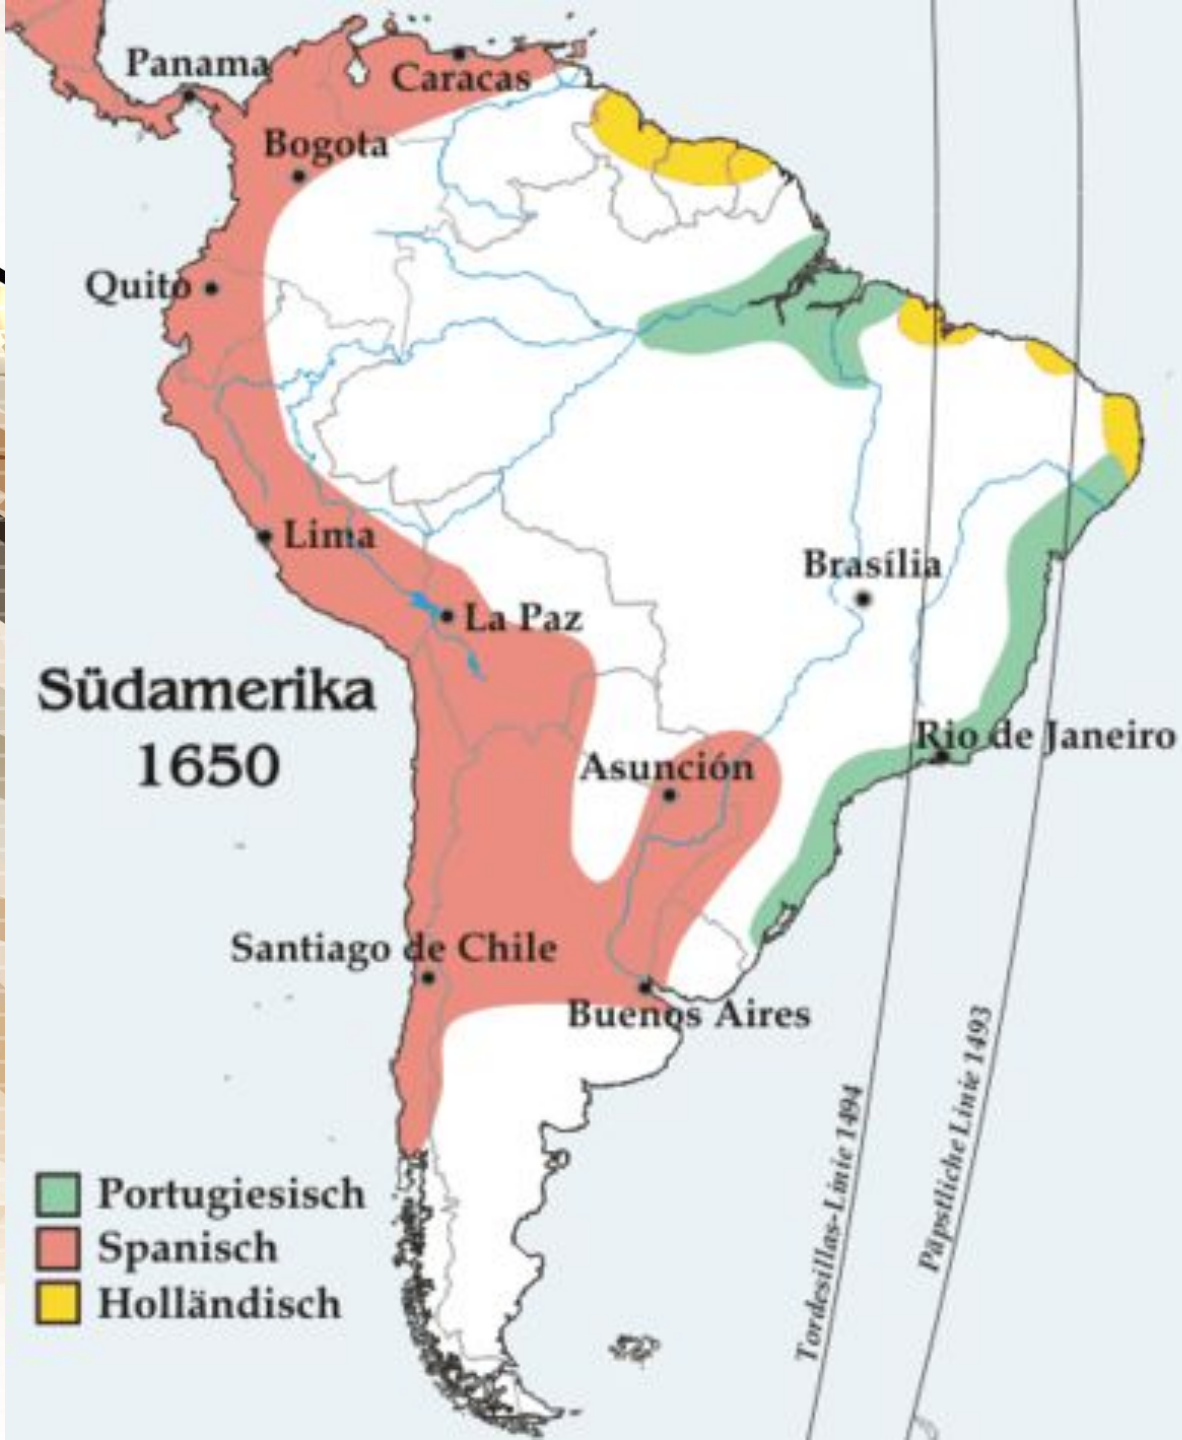 Panama
Caracas
Bogota
Quito
Lima
La Paz
Brasília
Südamerika
1650
Rio de Janeiro
Asunción
Santiago de Chile
Buenos Aires
Tordesillas-Linie 1494
Päpstliche Linie 1493
Portugiesisch
Spanisch
Holländisch